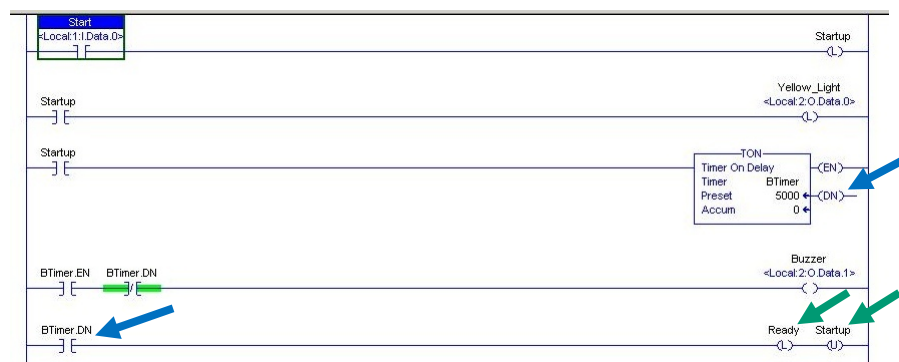 Start
<Local:1:I.Data.0>
Startup
(L)
Yellow_Light
Startup
<Local:2:O.Data.0>
(L)
Startup
TON
Timer On Delay
(EN)
Timer BTimer
Preset 5000
(DN)
Accum 0
Buzzer
BTimer.EN BTimer.DN
<Local:2:O.Data.1>
BTimer.DN
Ready Startup
(L) (U)